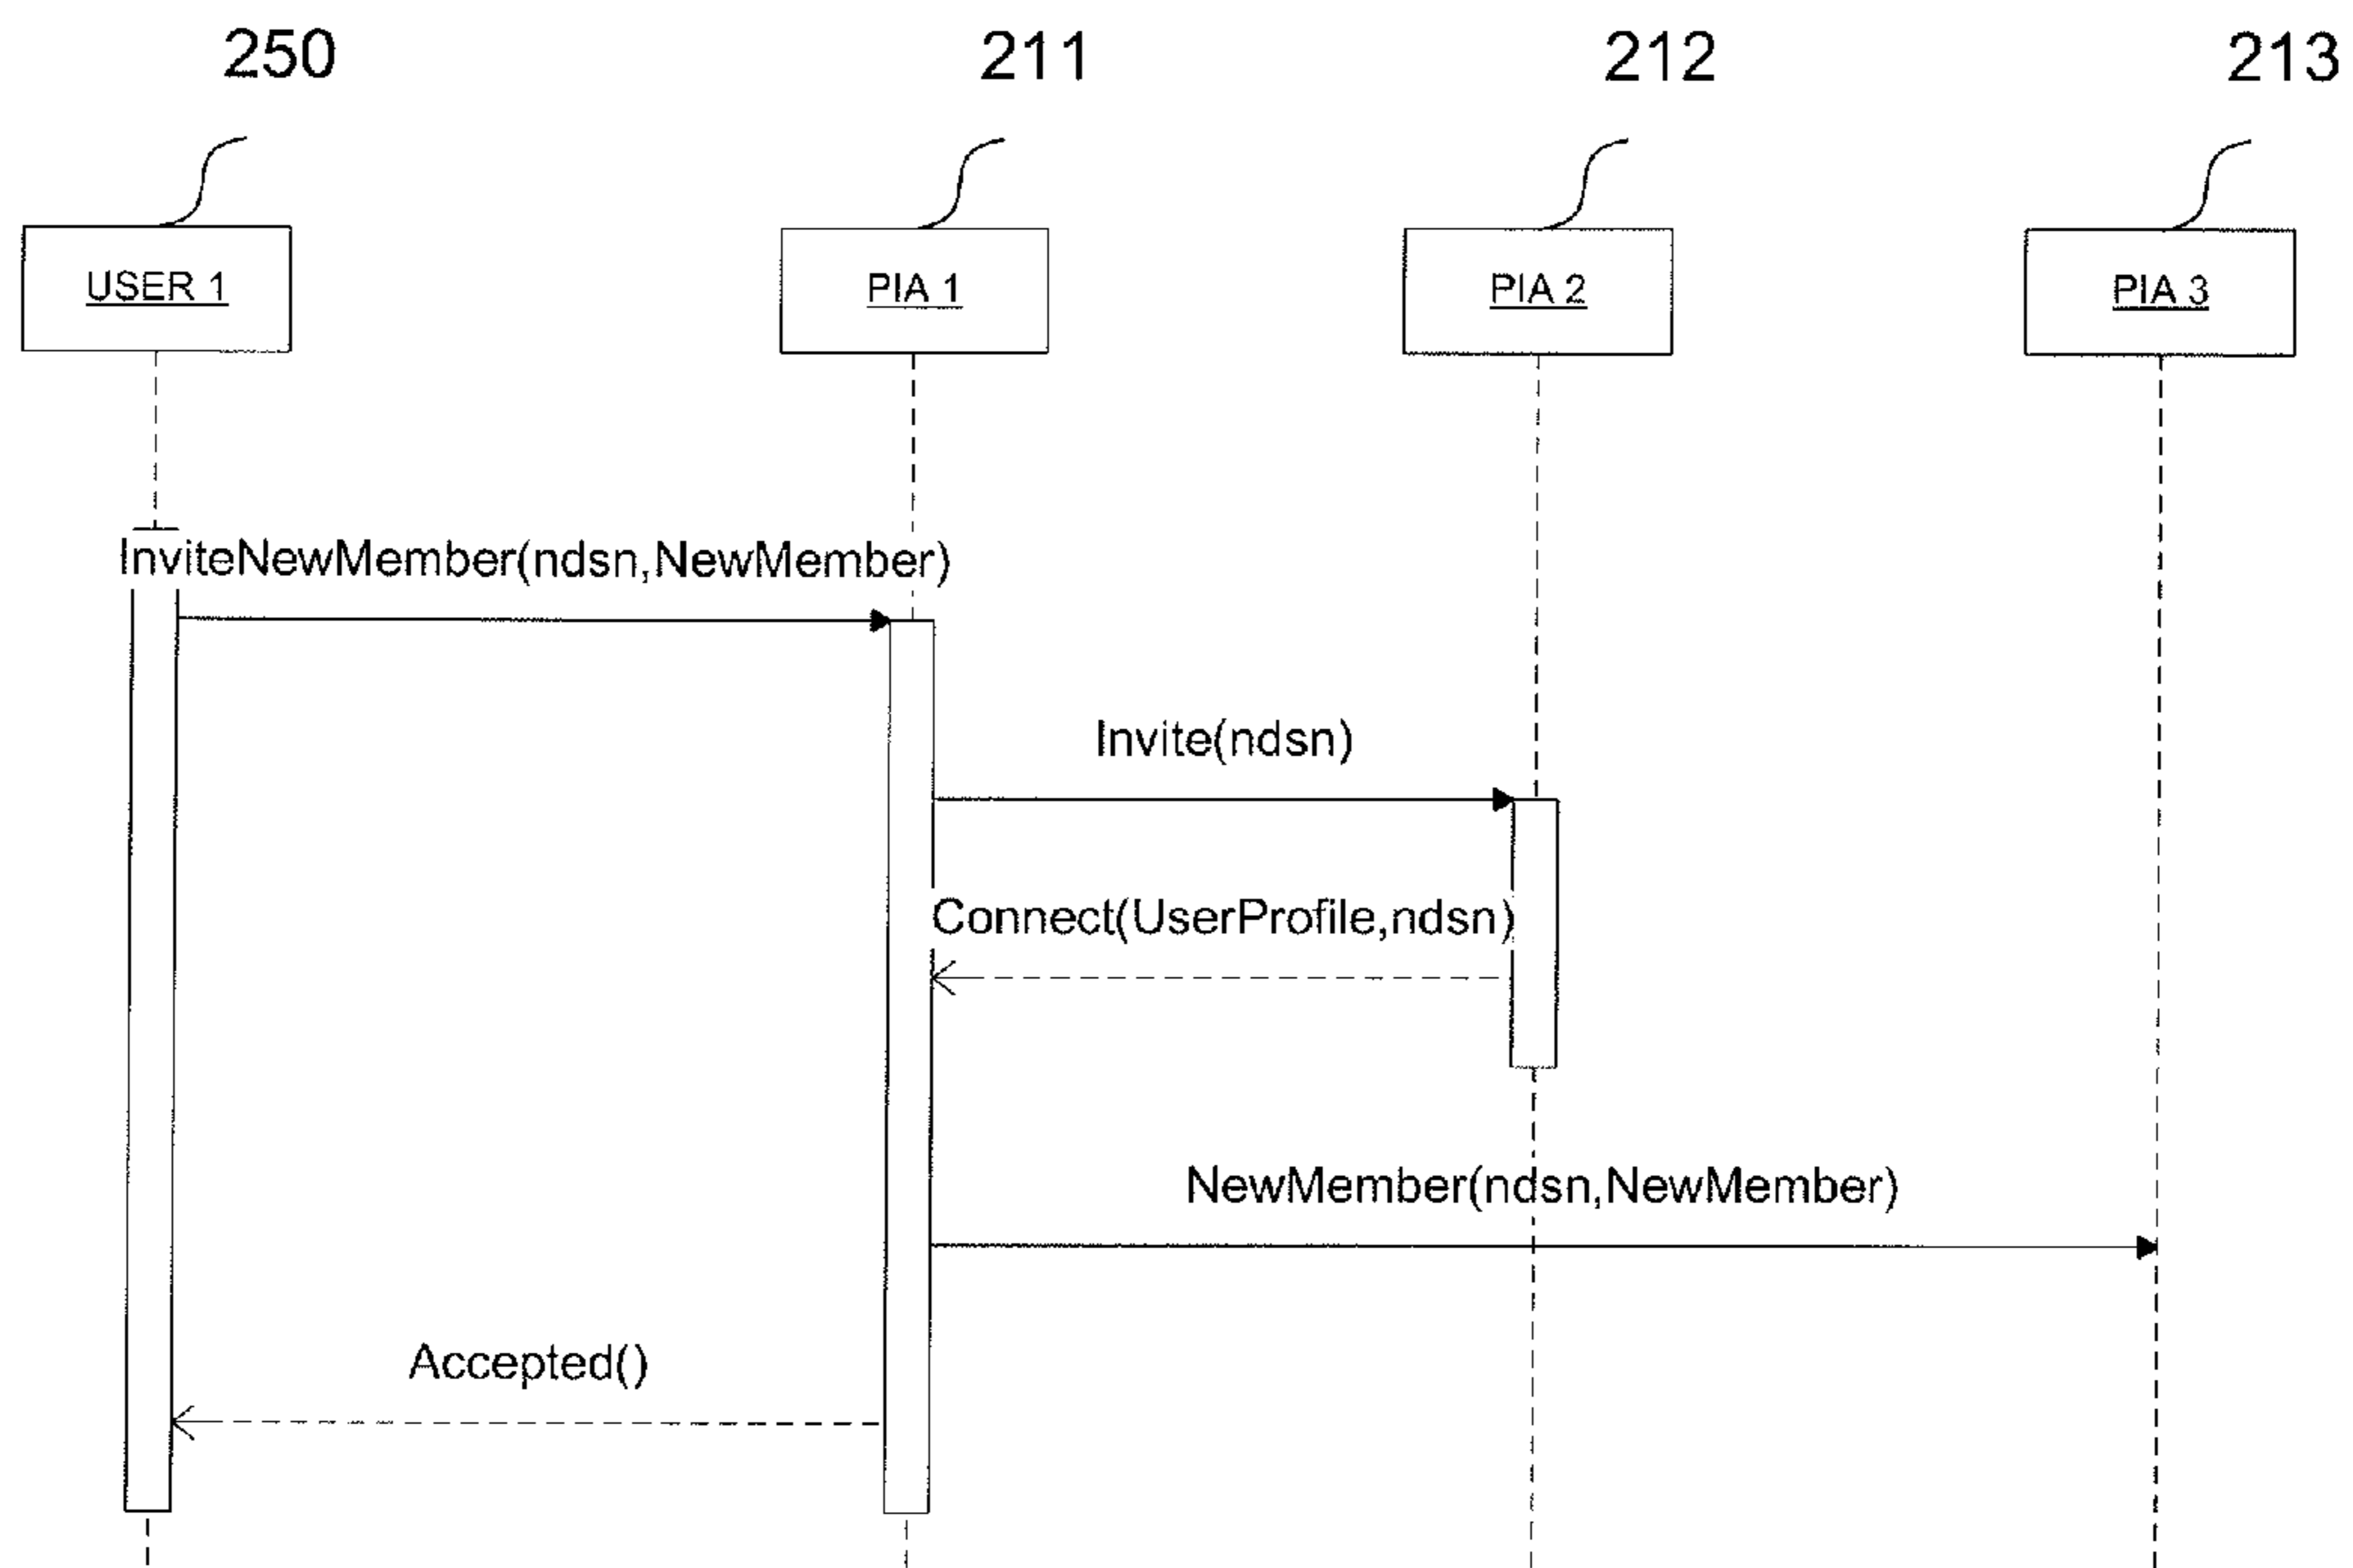 250 211 212 213
USER 1 PIA 1 PIA 2 PIA 3
InviteNewMember(ndsn,NewMember)
Invite(ndsn)
Connect(UserProfile,ndsn)
NewMember(ndsn,NewMember)
Accepted()